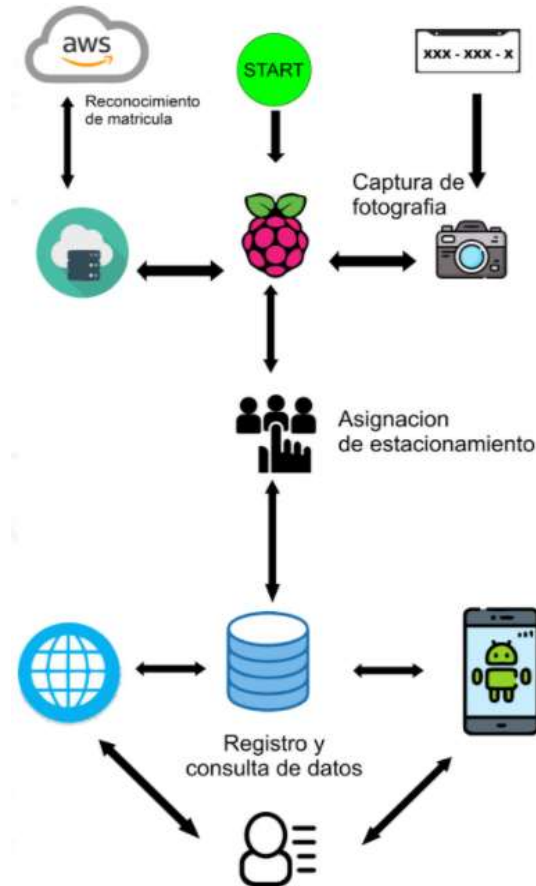 aws
START
xxx - xxx - x
Reconocimiento
de matricula
Captura de
fotografia
Asignacion
de estacionamiento
Registro y
consulta de datos